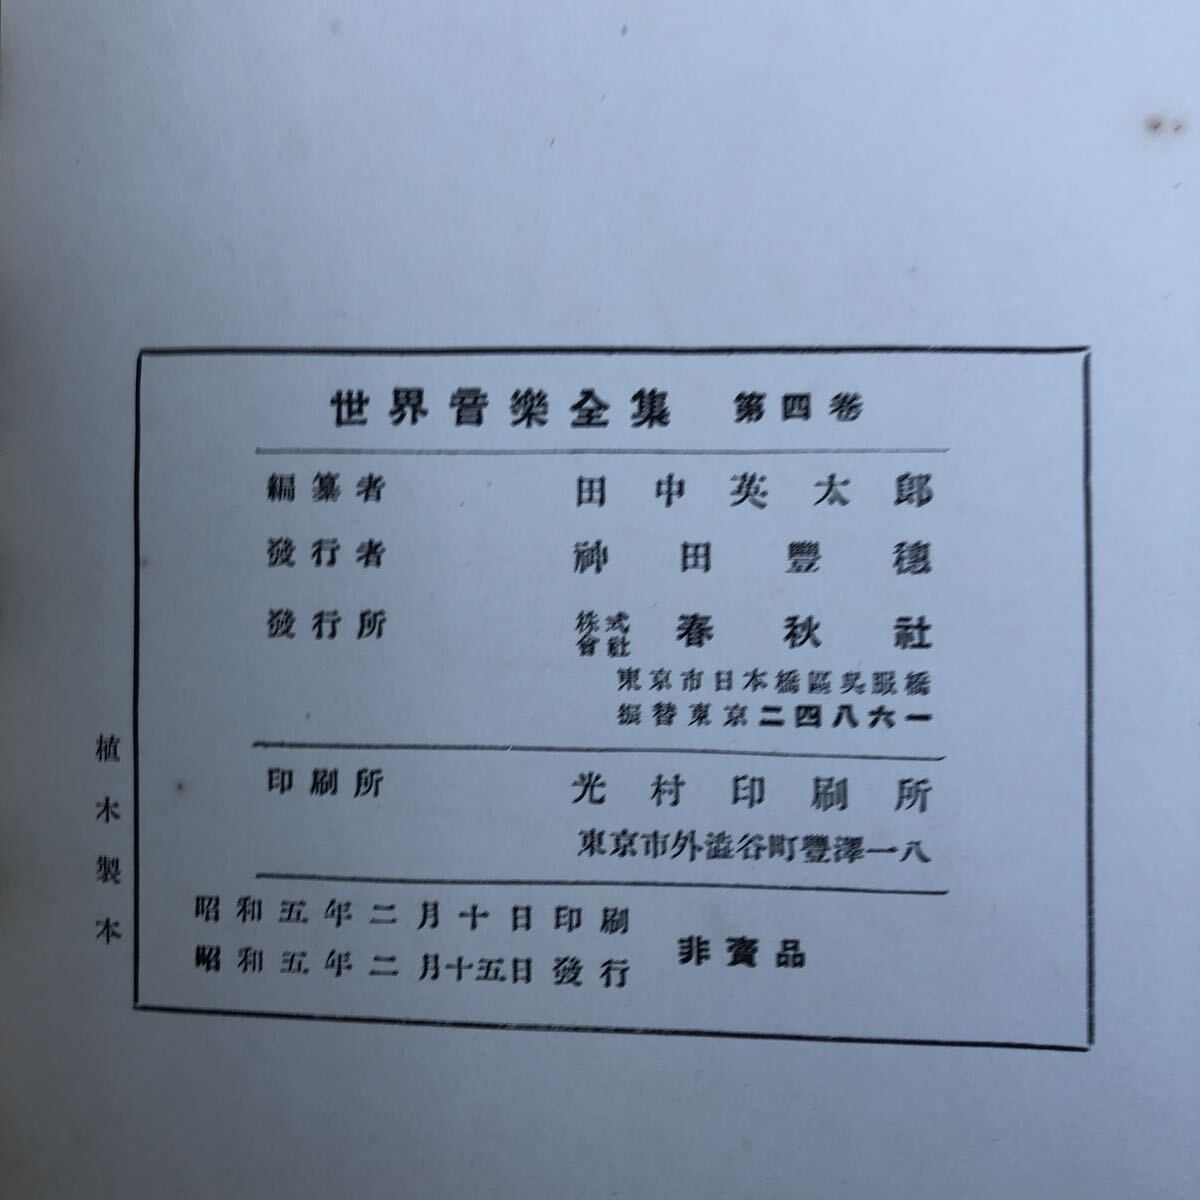 世界音樂全集 第四卷
編纂者 田中英太郎
發行者 神田豐穗
發行所 株式會社 春秋社
東京市日本橋區吳服橋
振替東京二四八六一
印刷所 光村印刷所
東京市外澁谷町豐澤一八
昭和五年二月十日印刷
昭和五年二月十五日發行
非賣品
植木製本